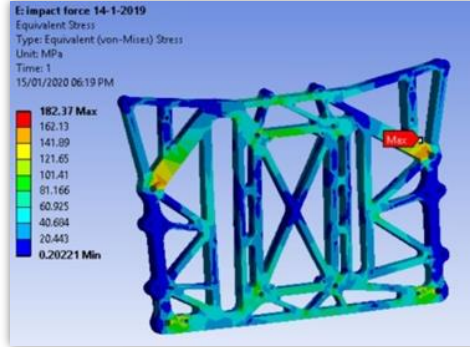 E: impact force 14-1-2019
Equivalent Stress
Type: Equivalent (von-Mises) Stress
Unit: MPa
Time: 1
15/01/2020 06:19 PM
182.37 Max
162.13
141.89
121.65
101.41
81.166
60.925
40.684
20.443
0.20221 Min
Max